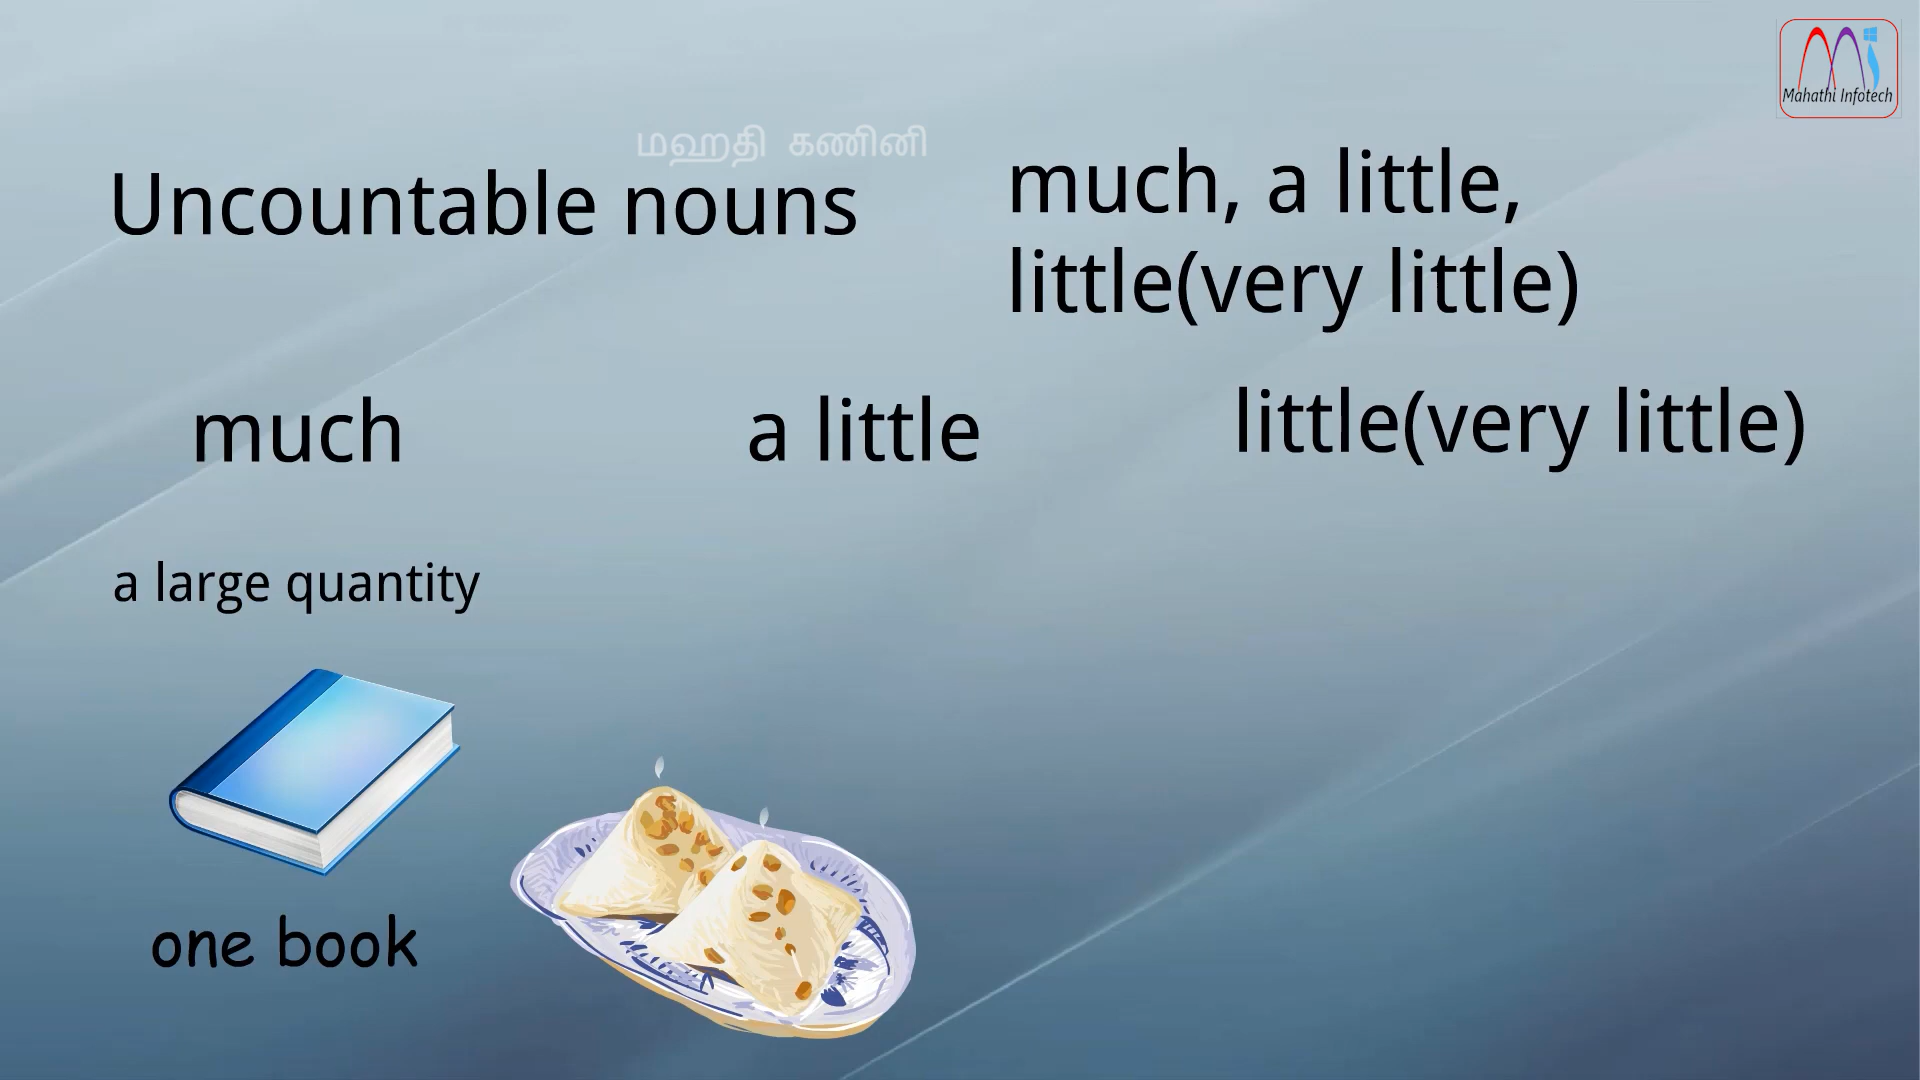 Mahathi Infotech
மஹதி கணினி
Uncountable nouns
much, a little,
little(very little)
much
a little
little(very little)
a large quantity
one book